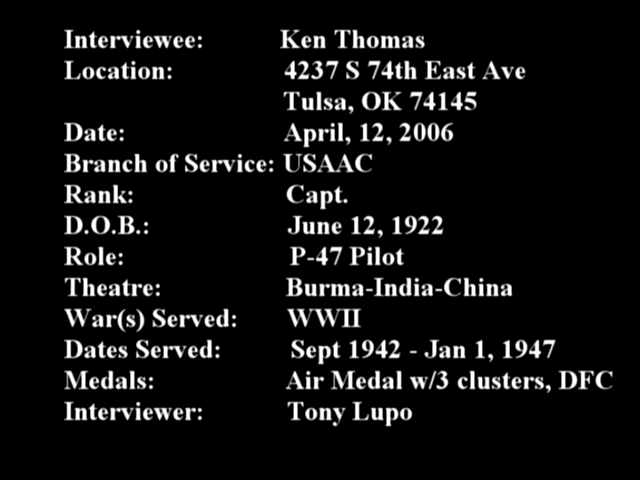 Interviewee: Ken Thomas
Location: 4237 S 74th East Ave
Tulsa, OK 74145
Date: April, 12, 2006
Branch of Service: USAAC
Rank: Capt.
D.O.B.: June 12, 1922
Role: P-47 Pilot
Theatre: Burma-India-China
War(s) Served: WWII
Dates Served: Sept 1942 - Jan 1, 1947
Medals: Air Medal w/3 clusters, DFC
Interviewer: Tony Lupo